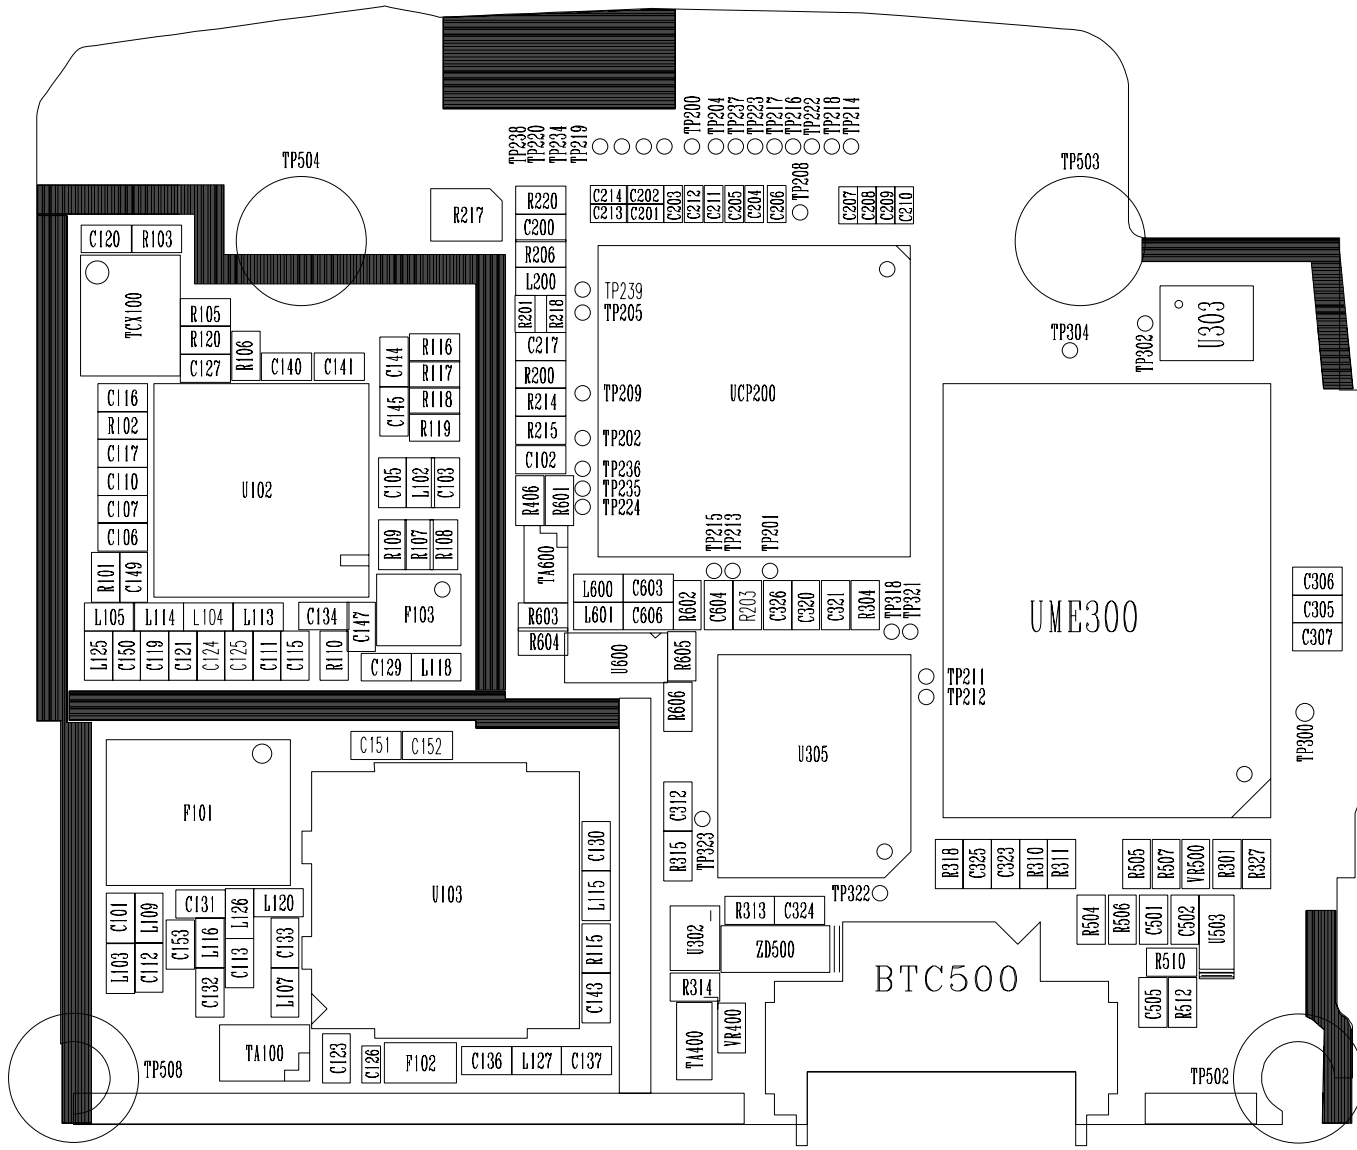 TP238
TP220
TP234
TP219
TP200
TP204
TP237
TP223
TP217
TP216
TP222
TP218
TP214
TP504
TP503
TP208
R217
R220
C214
C202
C203
C212
C211
C205
C204
C206
C207
C208
C209
C210
C213
C201
C200
C120
R103
R206
L200
TP239
TCX100
R105
R201
R218
TP205
U303
TP302
TP304
R120
R106
C127
C140
C141
C144
R116
R117
C217
R200
C116
C145
R118
R214
TP209
UCP200
R102
R119
R215
TP202
C117
C102
TP236
C110
U102
C105
L102
C103
TP235
C107
R406
R601
TP224
C106
R109
R107
R108
TP215
TP213
TP201
R101
C149
TA600
L600
C603
C306
L105
L114
L104
L113
C134
C147
F103
R603
L601
C606
R602
C604
R203
C326
C320
C321
R304
TP318
TP321
UME300
C305
C307
L125
C150
C119
C121
C124
C125
C111
C115
R110
C129
L118
R604
U600
R605
TP211
TP212
R606
TP300
C151
C152
U305
F101
C312
C130
R315
TP323
R318
C325
C323
R310
R311
R505
R507
VR500
R301
R327
U103
L115
TP322
C101
L109
C131
L126
L120
R313
C324
R504
R506
C501
C502
U503
C153
L116
C133
R115
U302
ZD500
L103
C112
C113
R510
C132
L107
C143
R314
BTC500
C505
R512
VR400
TA400
TA100
C123
C126
F102
C136
L127
C137
TP508
TP502